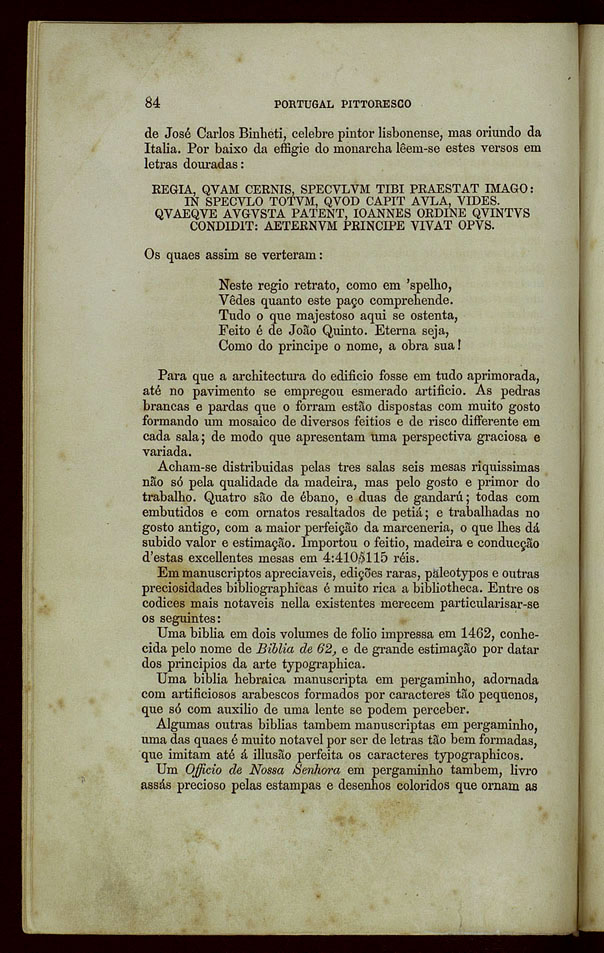 84
PORTUGAL PITTORESCO
de José Carlos Binheti, celebre pintor lisbonense, mas oriundo da
Italia. Por baixo da effigie do monarcha lêem-se estes versos em
letras douradas:
REGIA, QVAM CERNIS, SPECVLVM TIBI PRAESTAT IMAGO:
IN SPECVLO TOTVM, QVOD CAPIT AVLA, VIDES.
QVAEQVE AVGVSTA PATENT, IOANNES ORDINE QVINTVS
CONDIDIT: AETERNVM PRINCIPE VIVAT OPVS.
Os quaes assim se verteram:
Neste regio retrato, como em 'spelho,
Vêdes quanto este paço comprehende.
Tudo o que majestoso aqui se ostenta,
Feito é de João Quinto. Eterna seja,
Como do principe o nome, a obra sua!
Para que a architectura do edificio fosse em tudo aprimorada,
até no pavimento se empregou esmerado artificio. As pedras
brancas e pardas que o forram estão dispostas com muito gosto
formando um mosaico de diversos feitios e de risco differente em
cada sala; de modo que apresentam uma perspectiva graciosa e
variada.
Acham-se distribuidas pelas tres salas seis mesas riquissimas
não só pela qualidade da madeira, mas pelo gosto e primor do
trabalho. Quatro são de ébano, e duas de gandarú; todas com
embutidos e com ornatos resaltados de petiá; e trabalhadas no
gosto antigo, com a maior perfeição da marceneria, o que lhes dá
subido valor e estimação. Importou o feitio, madeira e conducção
d'estas excellentes mesas em 4:410$115 réis.
Em manuscriptos apreciaveis, edições raras, páleotypos e outras
preciosidades bibliographicas é muito rica a bibliotheca. Entre os
codices mais notaveis nella existentes merecem particularisar-se
os seguintes:
Uma biblia em dois volumes de folio impressa em 1462, conhe-
cida pelo nome de Biblia de 62, e de grande estimação por datar
dos principios da arte typographica.
Uma biblia hebraica manuscripta em pergaminho, adornada
com artificiosos arabescos formados por caracteres tão pequenos,
que só com auxilio de uma lente se podem perceber.
Algumas outras biblias tambem manuscriptas em pergaminho,
uma das quaes é muito notavel por ser de letras tão bem formadas,
que imitam até á illusão perfeita os caracteres typographicos.
Um Officio de Nossa Senhora em pergaminho tambem, livro
assás precioso pelas estampas e desenhos coloridos que ornam as